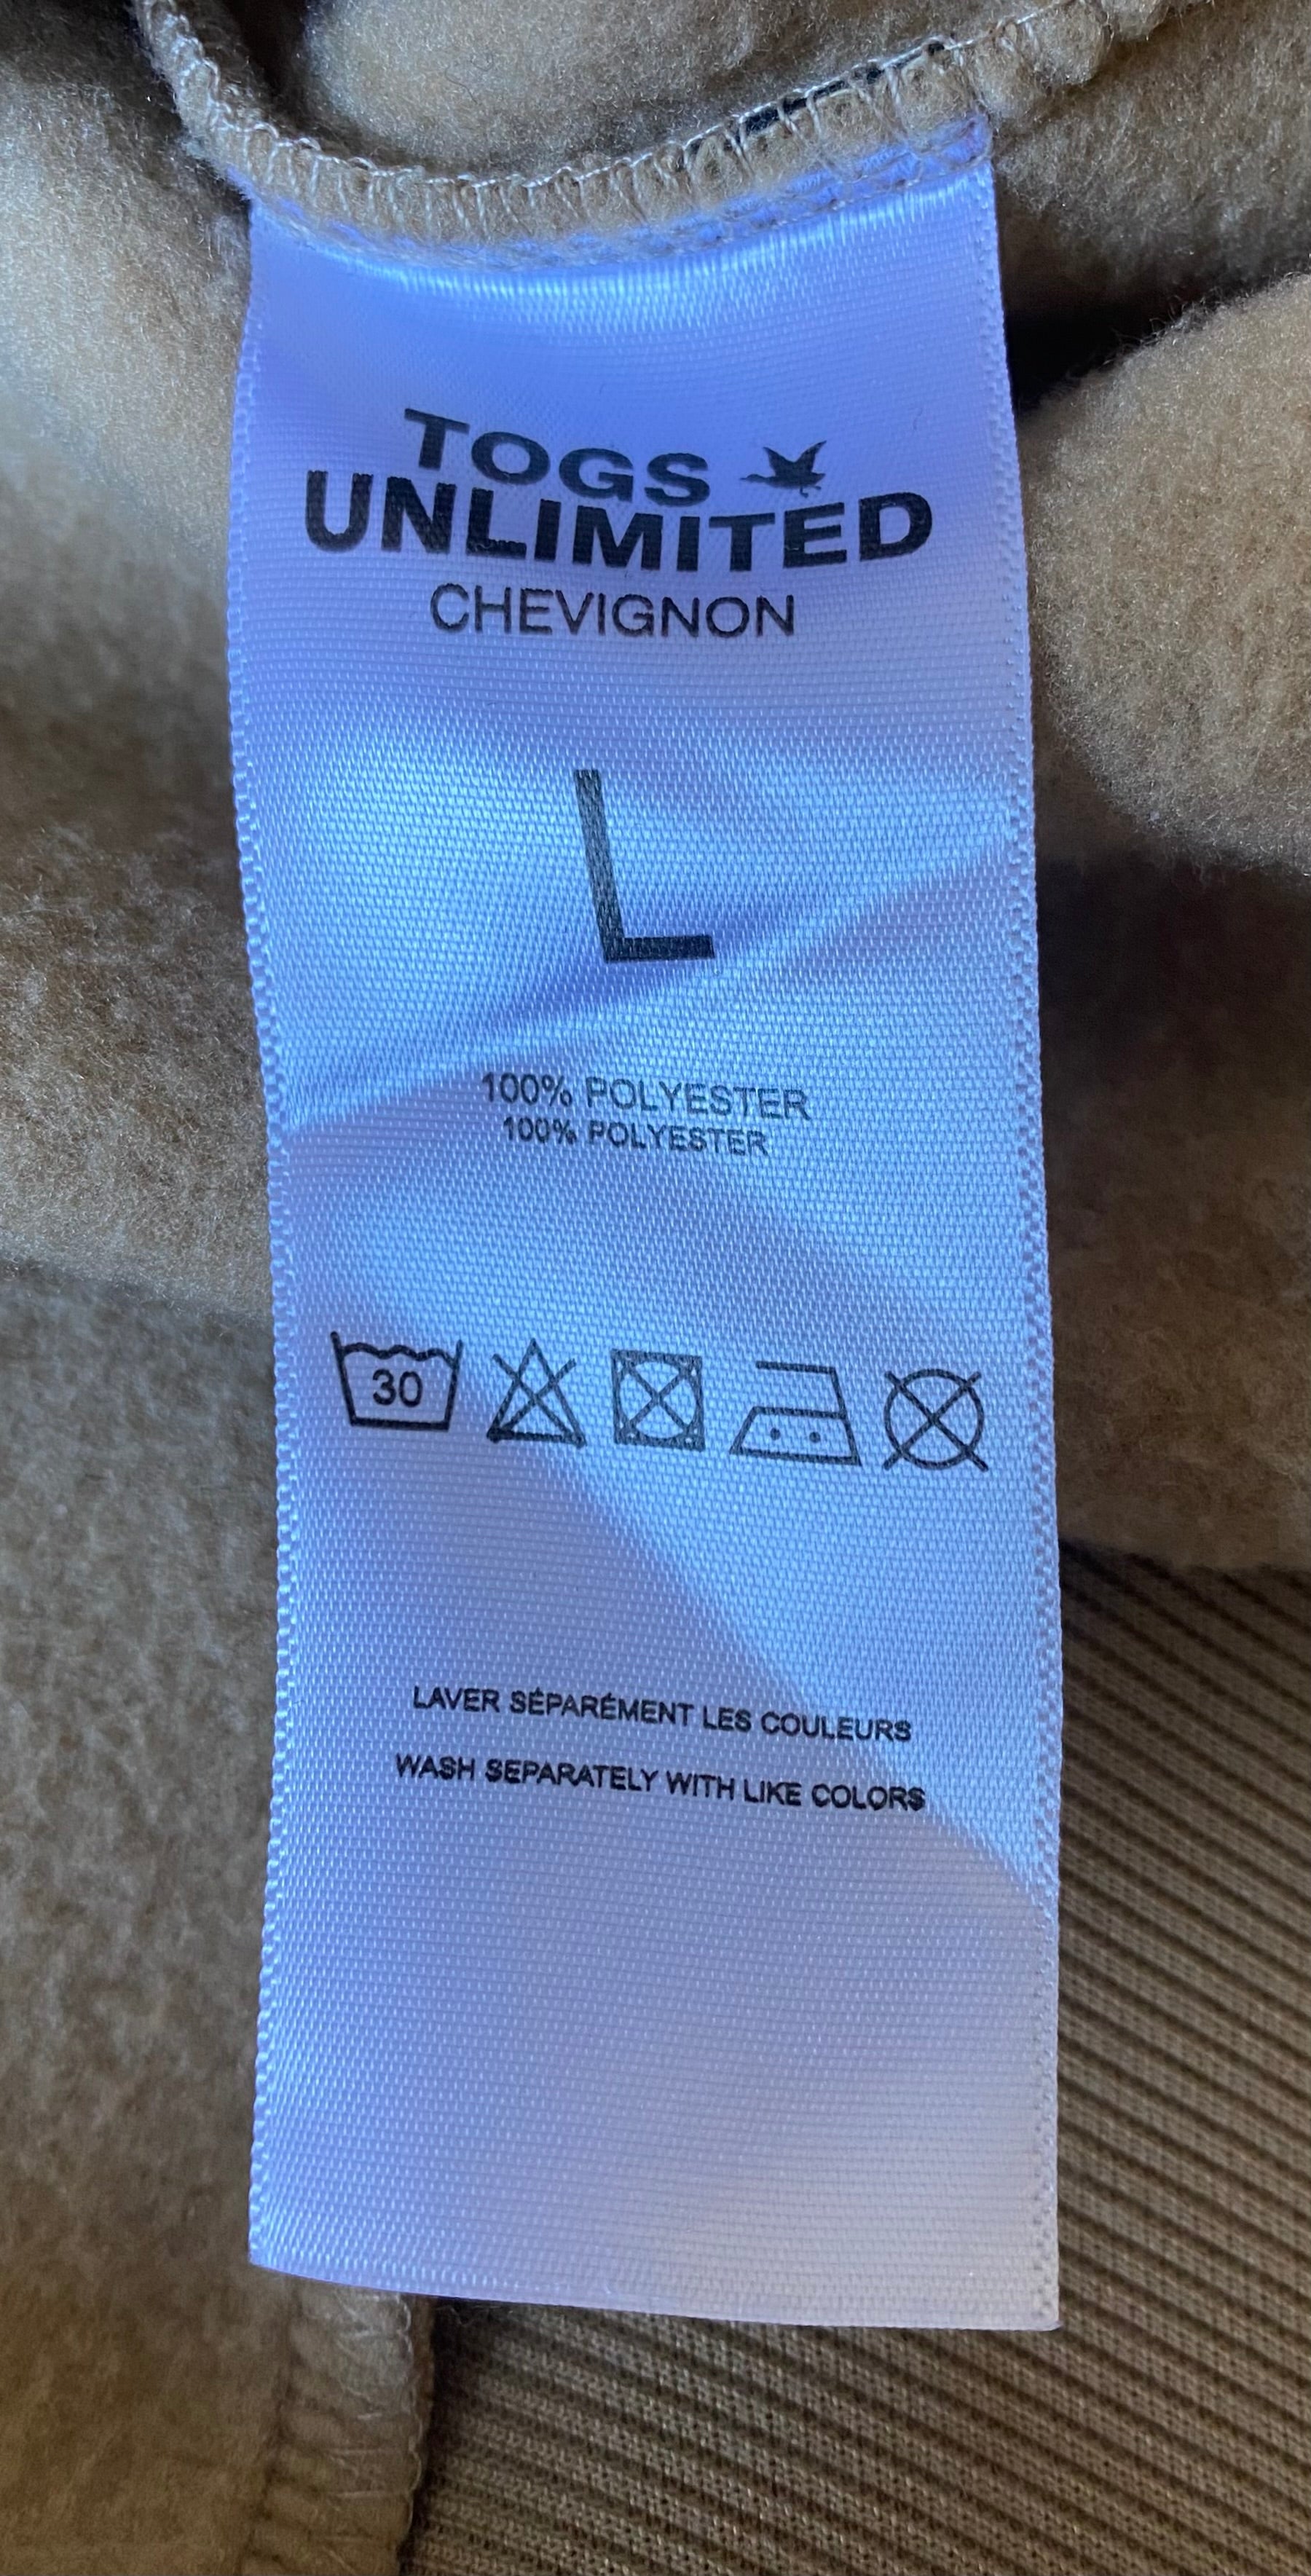 TOGS
UNLIMITED
CHEVIGNON
L
100% POLYESTER
100% POLYESTER
30
LAVER SÉPARÉMENT LES COULEURS
WASH SEPARATELY WITH LIKE COLORS